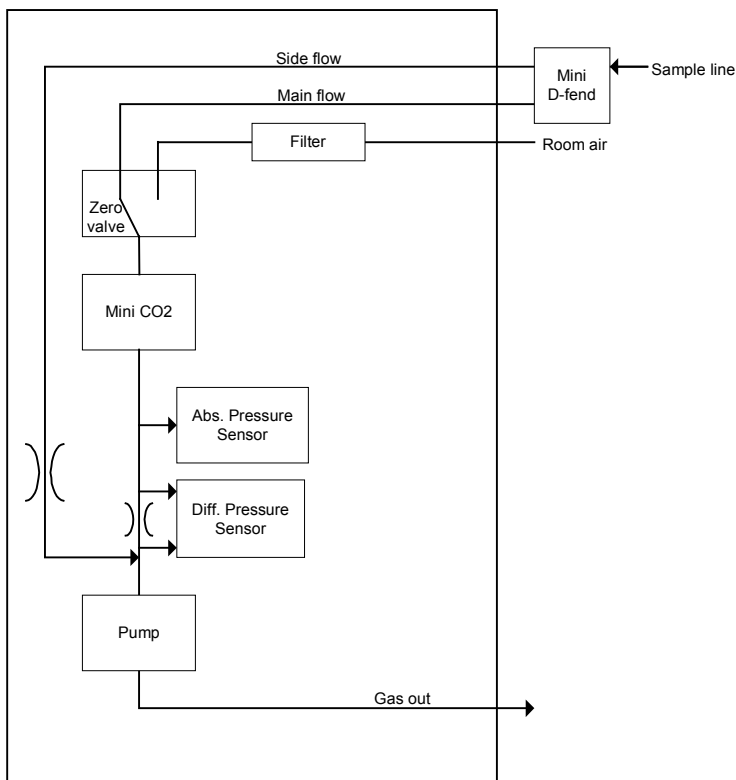 Side flow
Mini
D-fend
Sample line
Main flow
Filter
Room air
Zero
valve
Mini CO2
Abs. Pressure
Sensor
Diff. Pressure
Sensor
Pump
Gas out